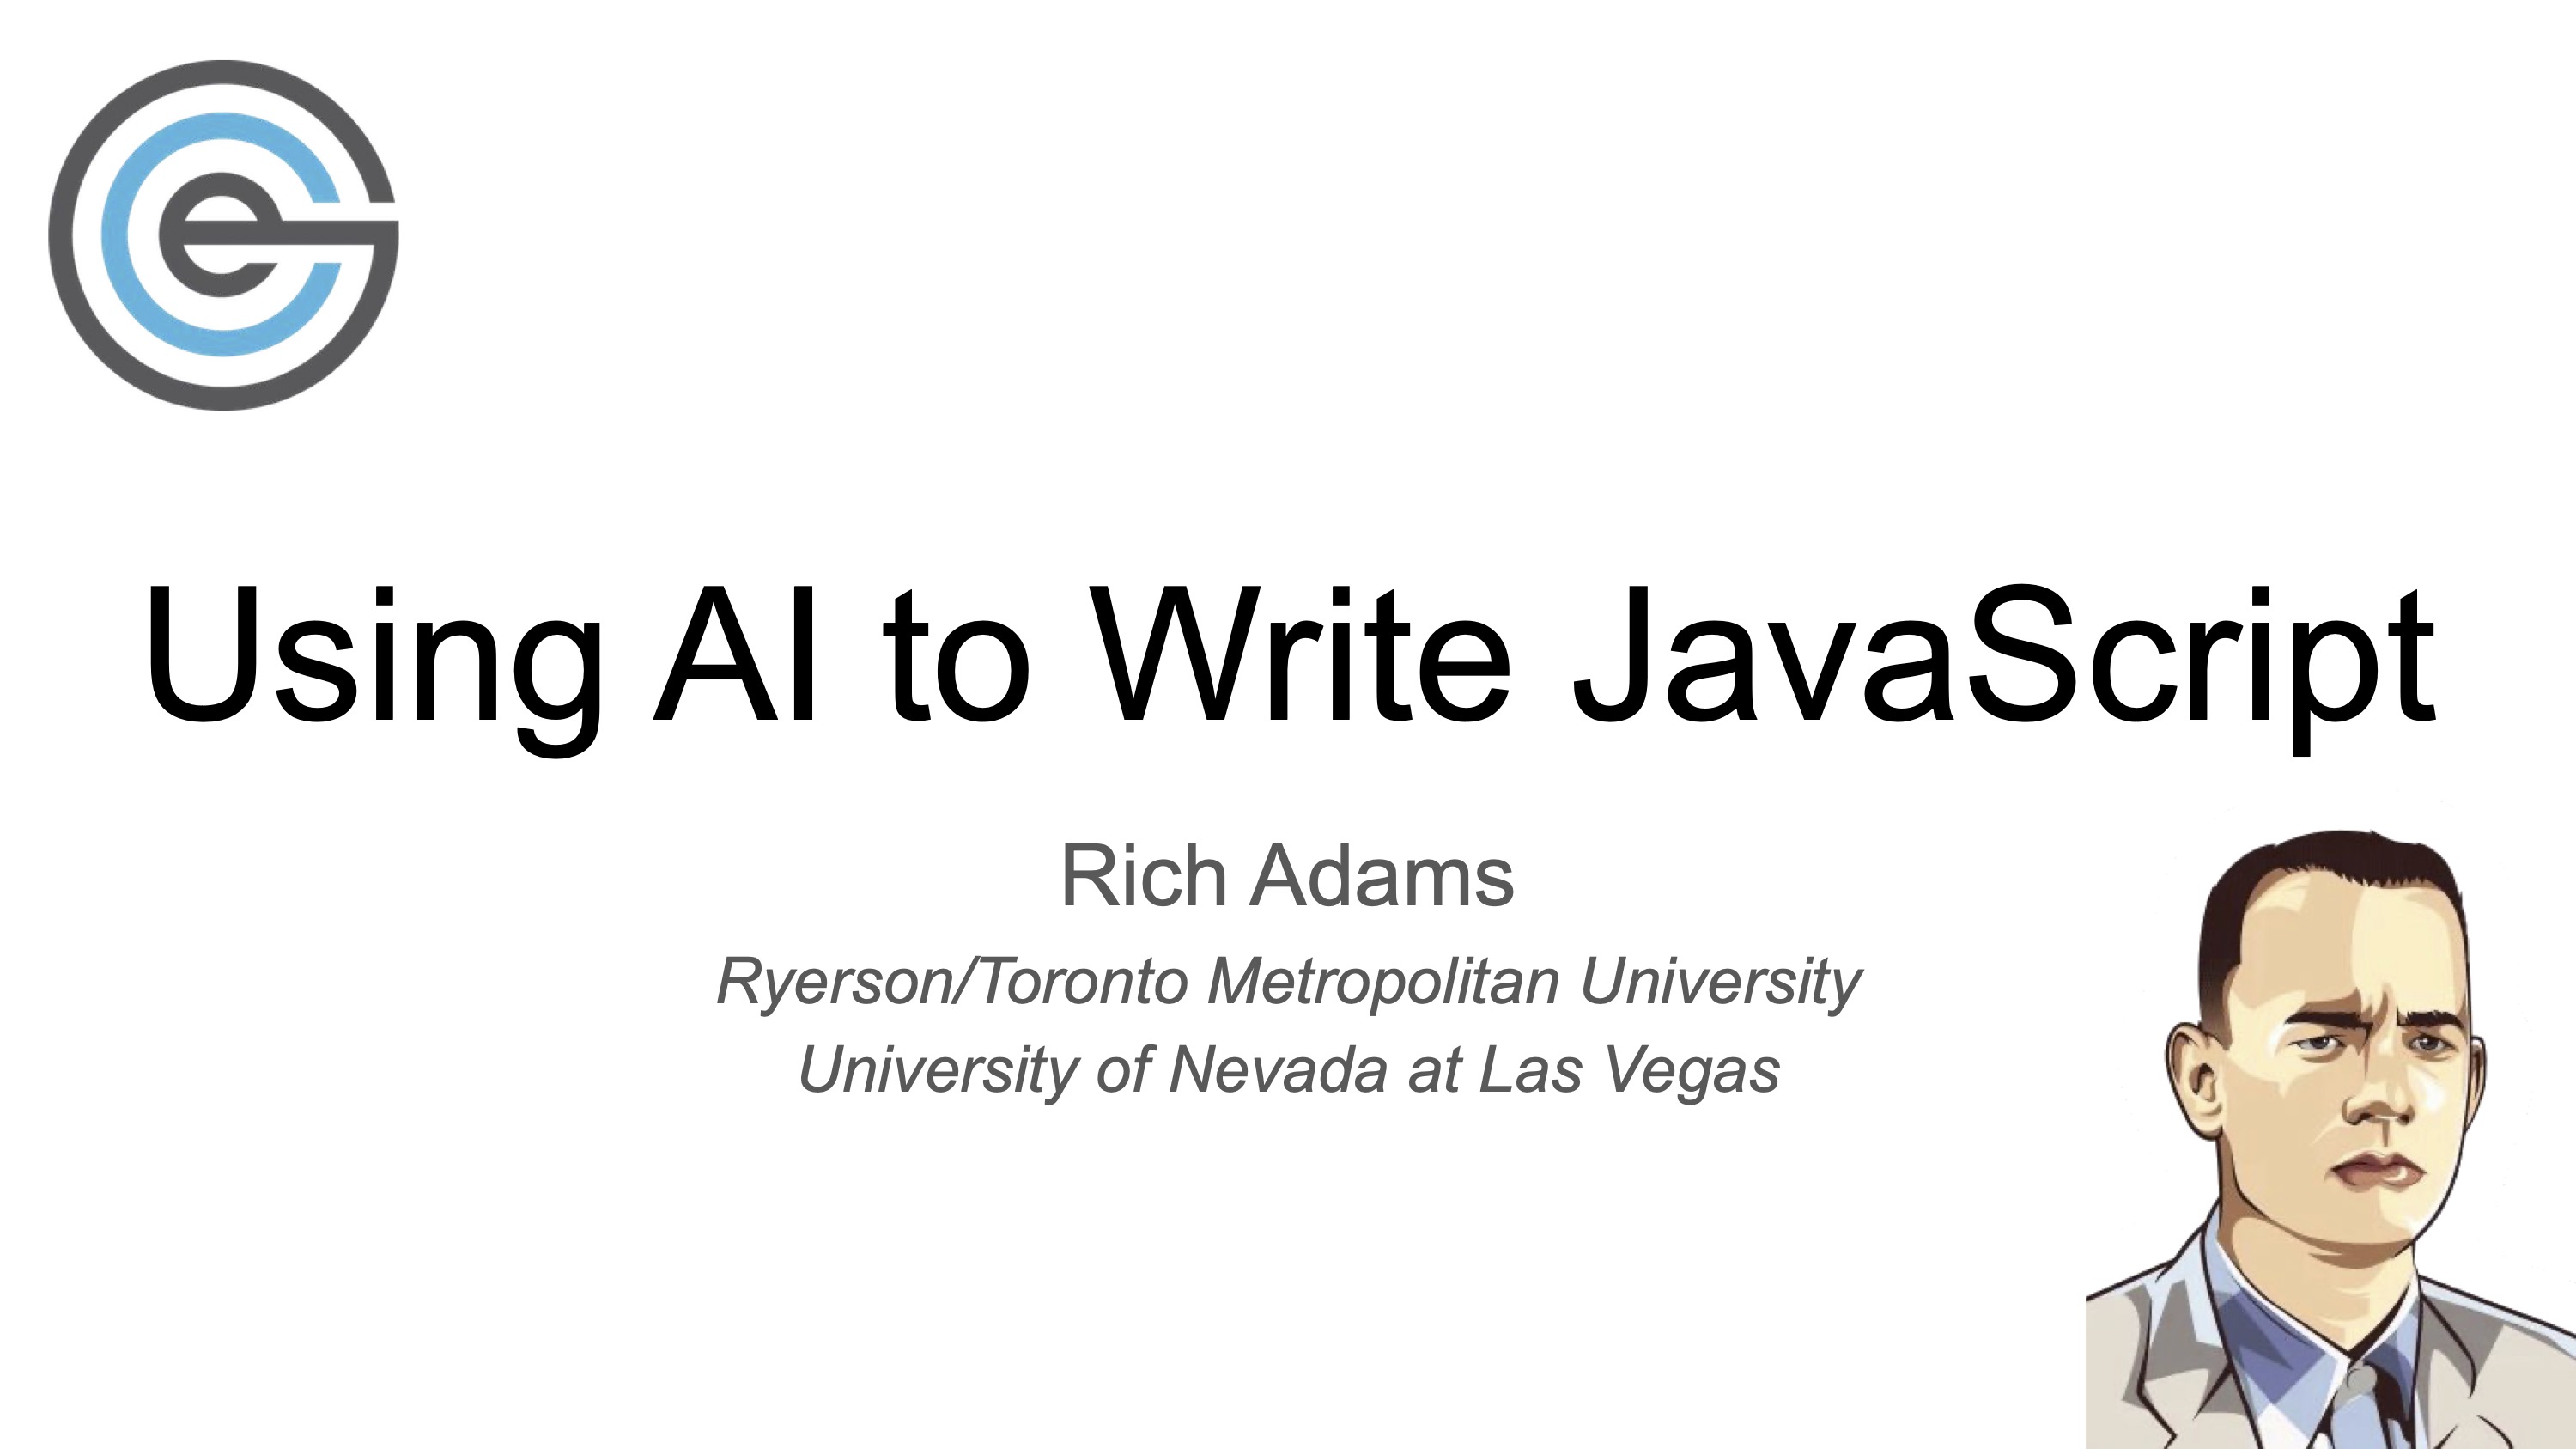 e
Using AI to Write JavaScript
Rich Adams
Ryerson/Toronto Metropolitan University
University of Nevada at Las Vegas